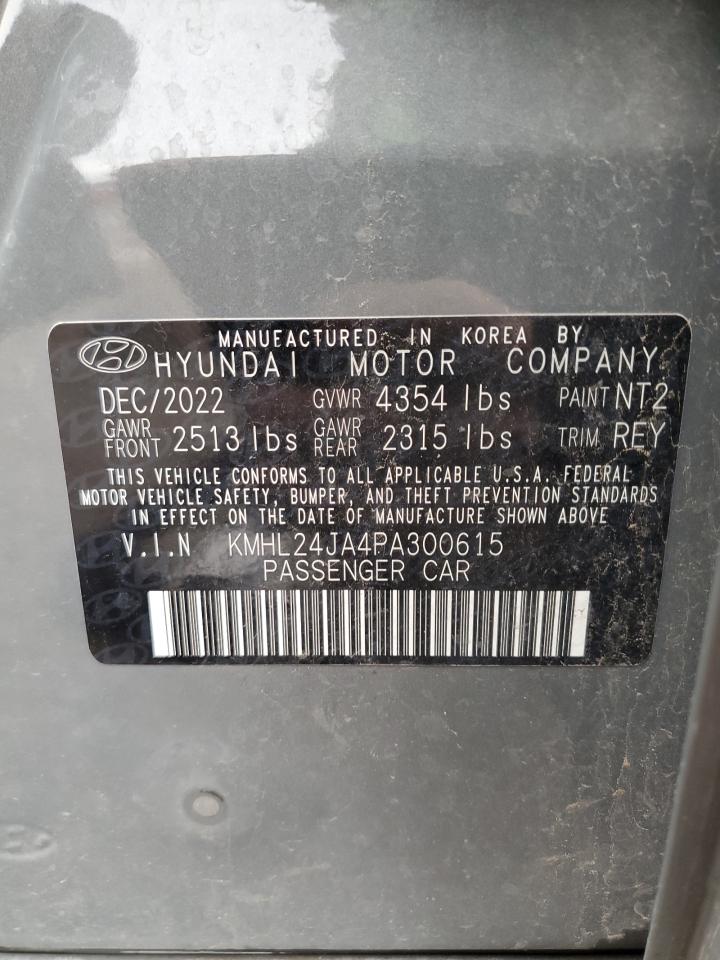 MANUFACTURED IN KOREA BY
HYUNDAI MOTOR COMPANY
DEC/2022 GVWR 4354 lbs PAINT NT2
GAWR FRONT 2513 lbs GAWR REAR 2315 lbs TRIM REY
THIS VEHICLE CONFORMS TO ALL APPLICABLE U.S.A. FEDERAL
MOTOR VEHICLE SAFETY, BUMPER, AND THEFT PREVENTION STANDARDS
IN EFFECT ON THE DATE OF MANUFACTURE SHOWN ABOVE
V.I.N KMHL24JA4PA300615
PASSENGER CAR